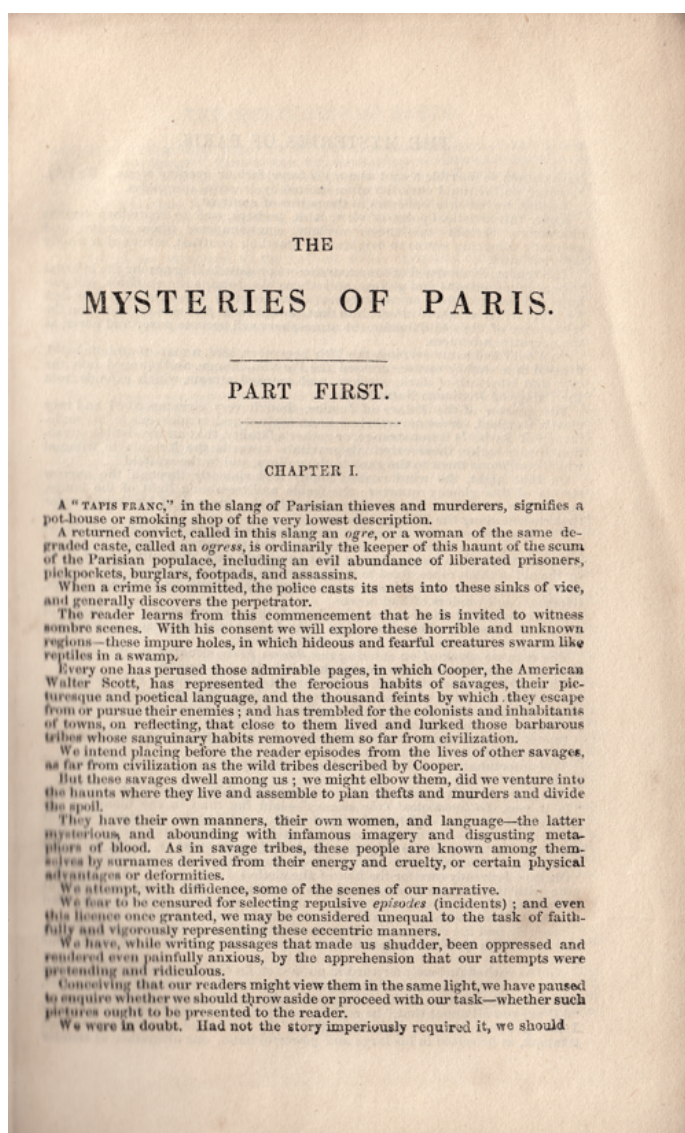 THE
MYSTERIES OF PARIS.
PART FIRST.
CHAPTER I.
A "TAPIS FRANC," in the slang of Parisian thieves and murderers, signifies a
pot-house or smoking shop of the very lowest description.
A returned convict, called in this slang an ogre, or a woman of the same de-
graded caste, called an ogress, is ordinarily the keeper of this haunt of the scum
of the Parisian populace, including an evil abundance of liberated prisoners,
pickpockets, burglars, footpads, and assassins.
When a crime is committed, the police casts its nets into these sinks of vice,
and generally discovers the perpetrator.
The reader learns from this commencement that he is invited to witness
sombre scenes. With his consent we will explore these horrible and unknown
regions—these impure holes, in which hideous and fearful creatures swarm like
reptiles in a swamp.
Every one has perused those admirable pages, in which Cooper, the American
Walter Scott, has represented the ferocious habits of savages, their pic-
turesque and poetical language, and the thousand feints by which they escape
from or pursue their enemies; and has trembled for the colonists and inhabitants
of towns, on reflecting, that close to them lived and lurked those barbarous
tribes whose sanguinary habits removed them so far from civilization.
We intend placing before the reader episodes from the lives of other savages,
as far from civilization as the wild tribes described by Cooper.
But these savages dwell among us; we might elbow them, did we venture into
the haunts where they live and assemble to plan thefts and murders and divide
the spoil.
They have their own manners, their own women, and language—the latter
mysterious, and abounding with infamous imagery and disgusting meta-
phors of blood. As in savage tribes, these people are known among them-
selves by surnames derived from their energy and cruelty, or certain physical
advantages or deformities.
We attempt, with diffidence, some of the scenes of our narrative.
We fear to be censured for selecting repulsive episodes (incidents); and even
this licence once granted, we may be considered unequal to the task of faith-
fully and vigorously representing these eccentric manners.
We have, while writing passages that made us shudder, been oppressed and
rendered even painfully anxious, by the apprehension that our attempts were
pretending and ridiculous.
Conceiving that our readers might view them in the same light, we have paused
to enquire whether we should throw aside or proceed with our task—whether such
pictures ought to be presented to the reader.
We were in doubt. Had not the story imperiously required it, we should